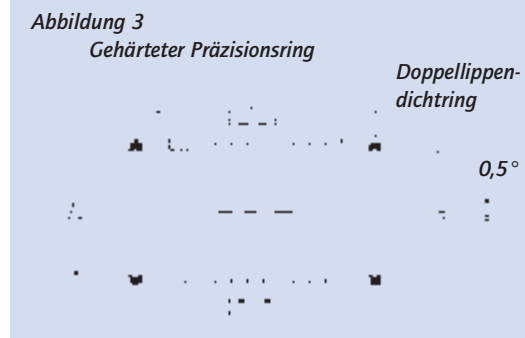 Abbildung 3
Gehärteter Präzisionsring
Doppellippen-
dichtring
0,5°